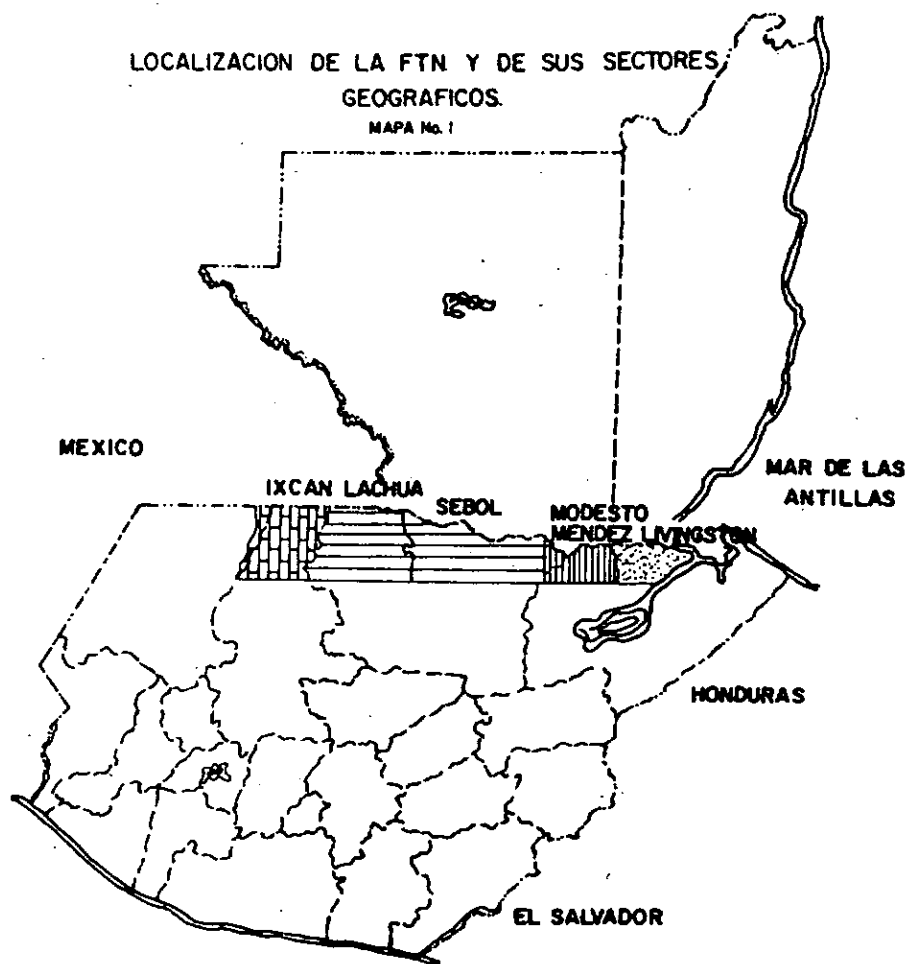 LOCALIZACION DE LA FTN Y DE SUS SECTORES
GEOGRAFICOS.
MAPA No. 1
MEXICO
MAR DE LAS
ANTILLAS
IXCAN LACHUA
SEBOL
MODESTO
MENDEZ LIVINGSTON
HONDURAS
EL SALVADOR